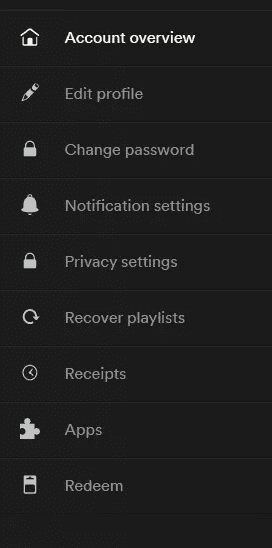 Account overview
Edit profile
Change password
Notification settings
Privacy settings
Recover playlists
Receipts
Apps
Redeem